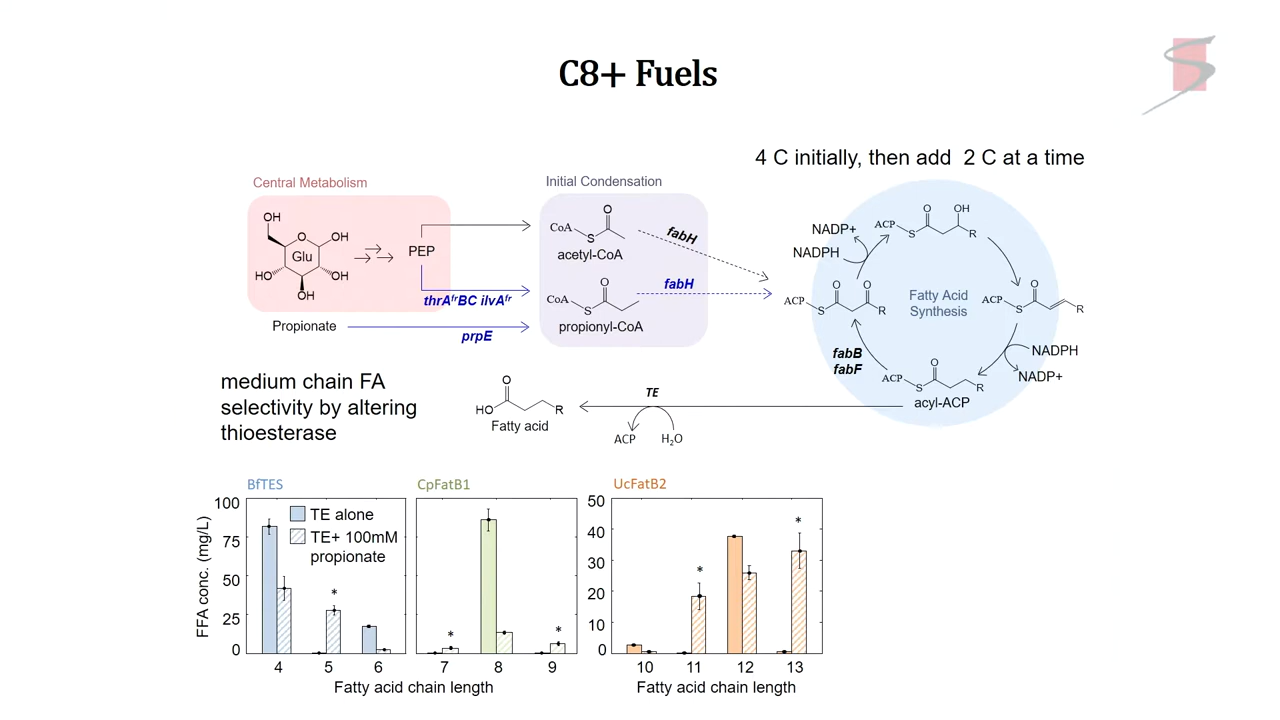 C8+ Fuels
4 C initially, then add 2 C at a time
Central Metabolism
Initial Condensation
OH
O
OH
Glu
HO
OH
OH
PEP
thrAᶠʳBC ilvAᶠʳ
Propionate
prpE
O
CoA
S
acetyl-CoA
O
CoA
S
propionyl-CoA
fabH
fabH
NADP+
NADPH
O
OH
ACP
S
R
O
O
ACP
S
R
Fatty Acid
Synthesis
O
ACP
S
R
fabB
fabF
NADPH
NADP+
O
ACP
S
R
acyl-ACP
medium chain FA
selectivity by altering
thioesterase
O
HO
R
Fatty acid
TE
ACP
H₂O
BfTES
CpFatB1
UcFatB2
FFA conc. (mg/L)
100
75
50
25
0
TE alone
TE+ 100mM
propionate
*
4 5 6
*
*
7 8 9
Fatty acid chain length
50
40
30
20
10
0
*
*
10 11 12 13
Fatty acid chain length